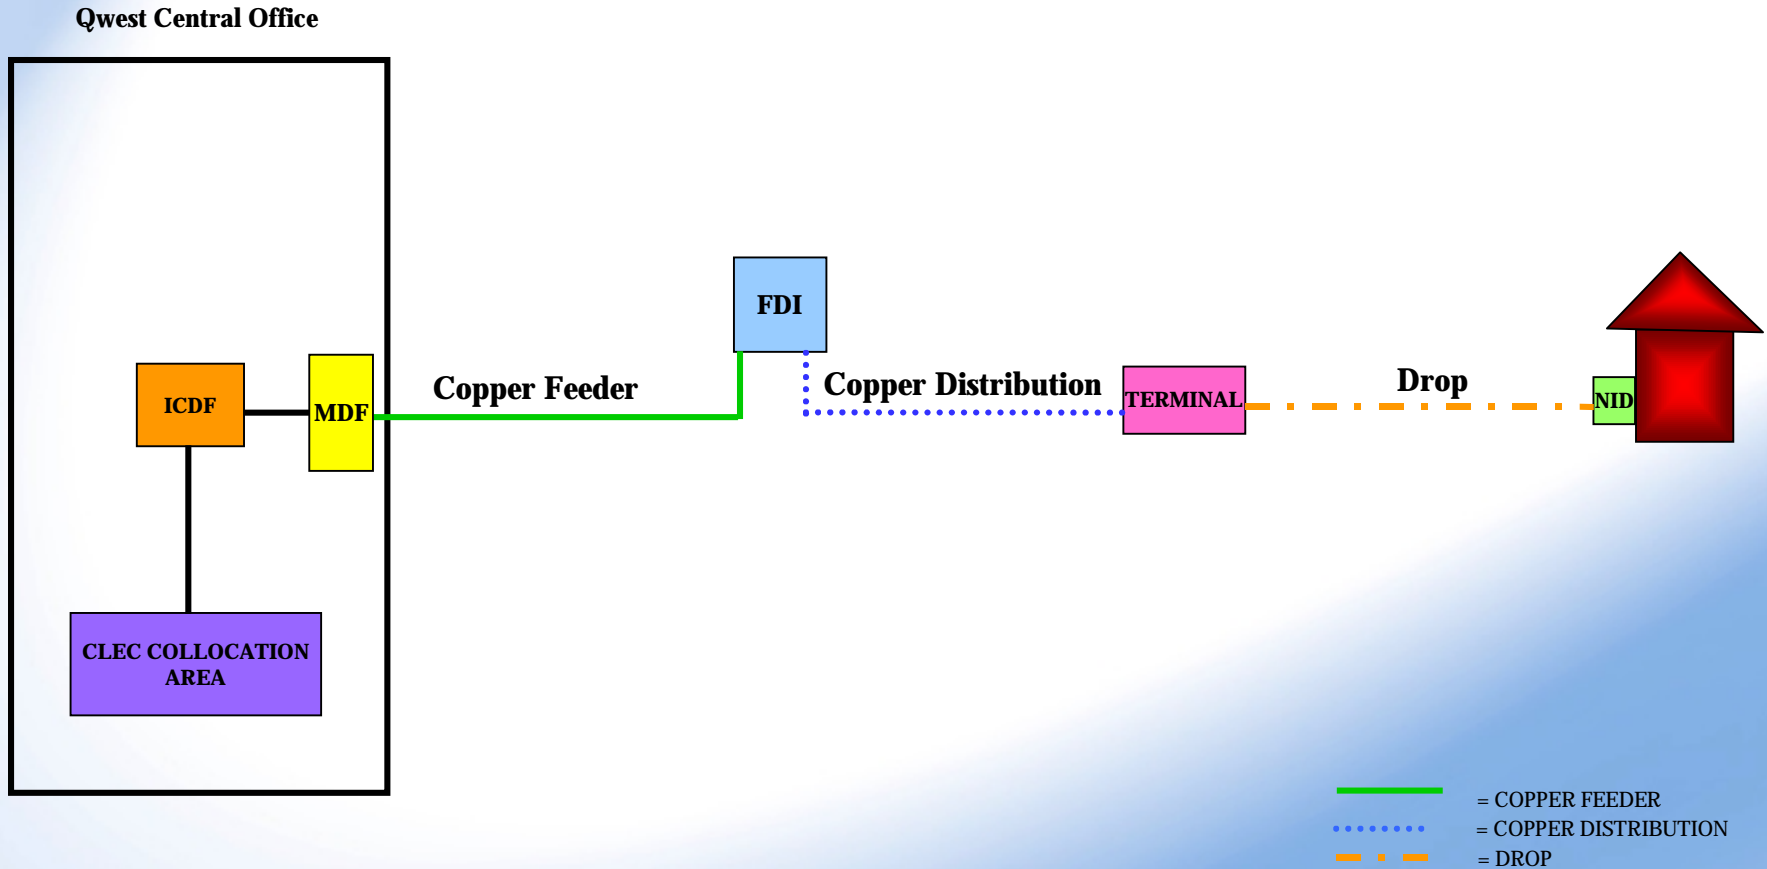 Qwest Central Office
FDI
Copper Feeder
Copper Distribution
Drop
ICDF
MDF
TERMINAL
NID
CLEC COLLOCATION
AREA
= COPPER FEEDER
= COPPER DISTRIBUTION
= DROP